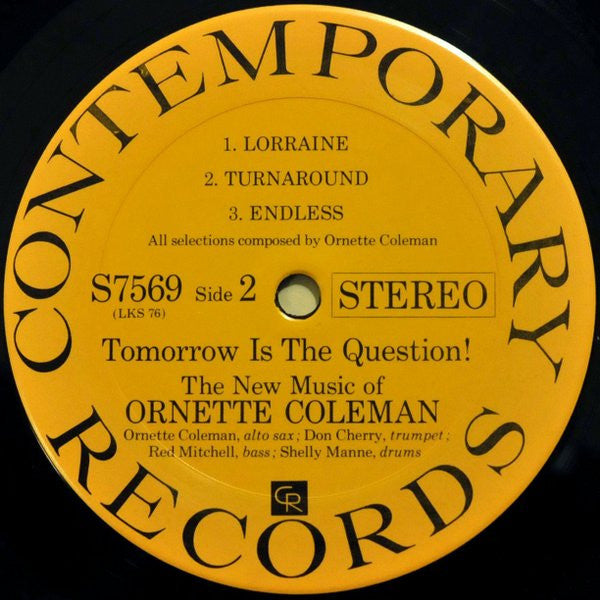 CONTEMPORARY
1. LORRAINE
2. TURNAROUND
3. ENDLESS
All selections composed by Ornette Coleman
S7569 Side 2 STEREO
(LKS 76)
Tomorrow Is The Question!
The New Music of
ORNETTE COLEMAN
Ornette Coleman, alto sax; Don Cherry, trumpet;
Red Mitchell, bass; Shelly Manne, drums
CR
RECORDS